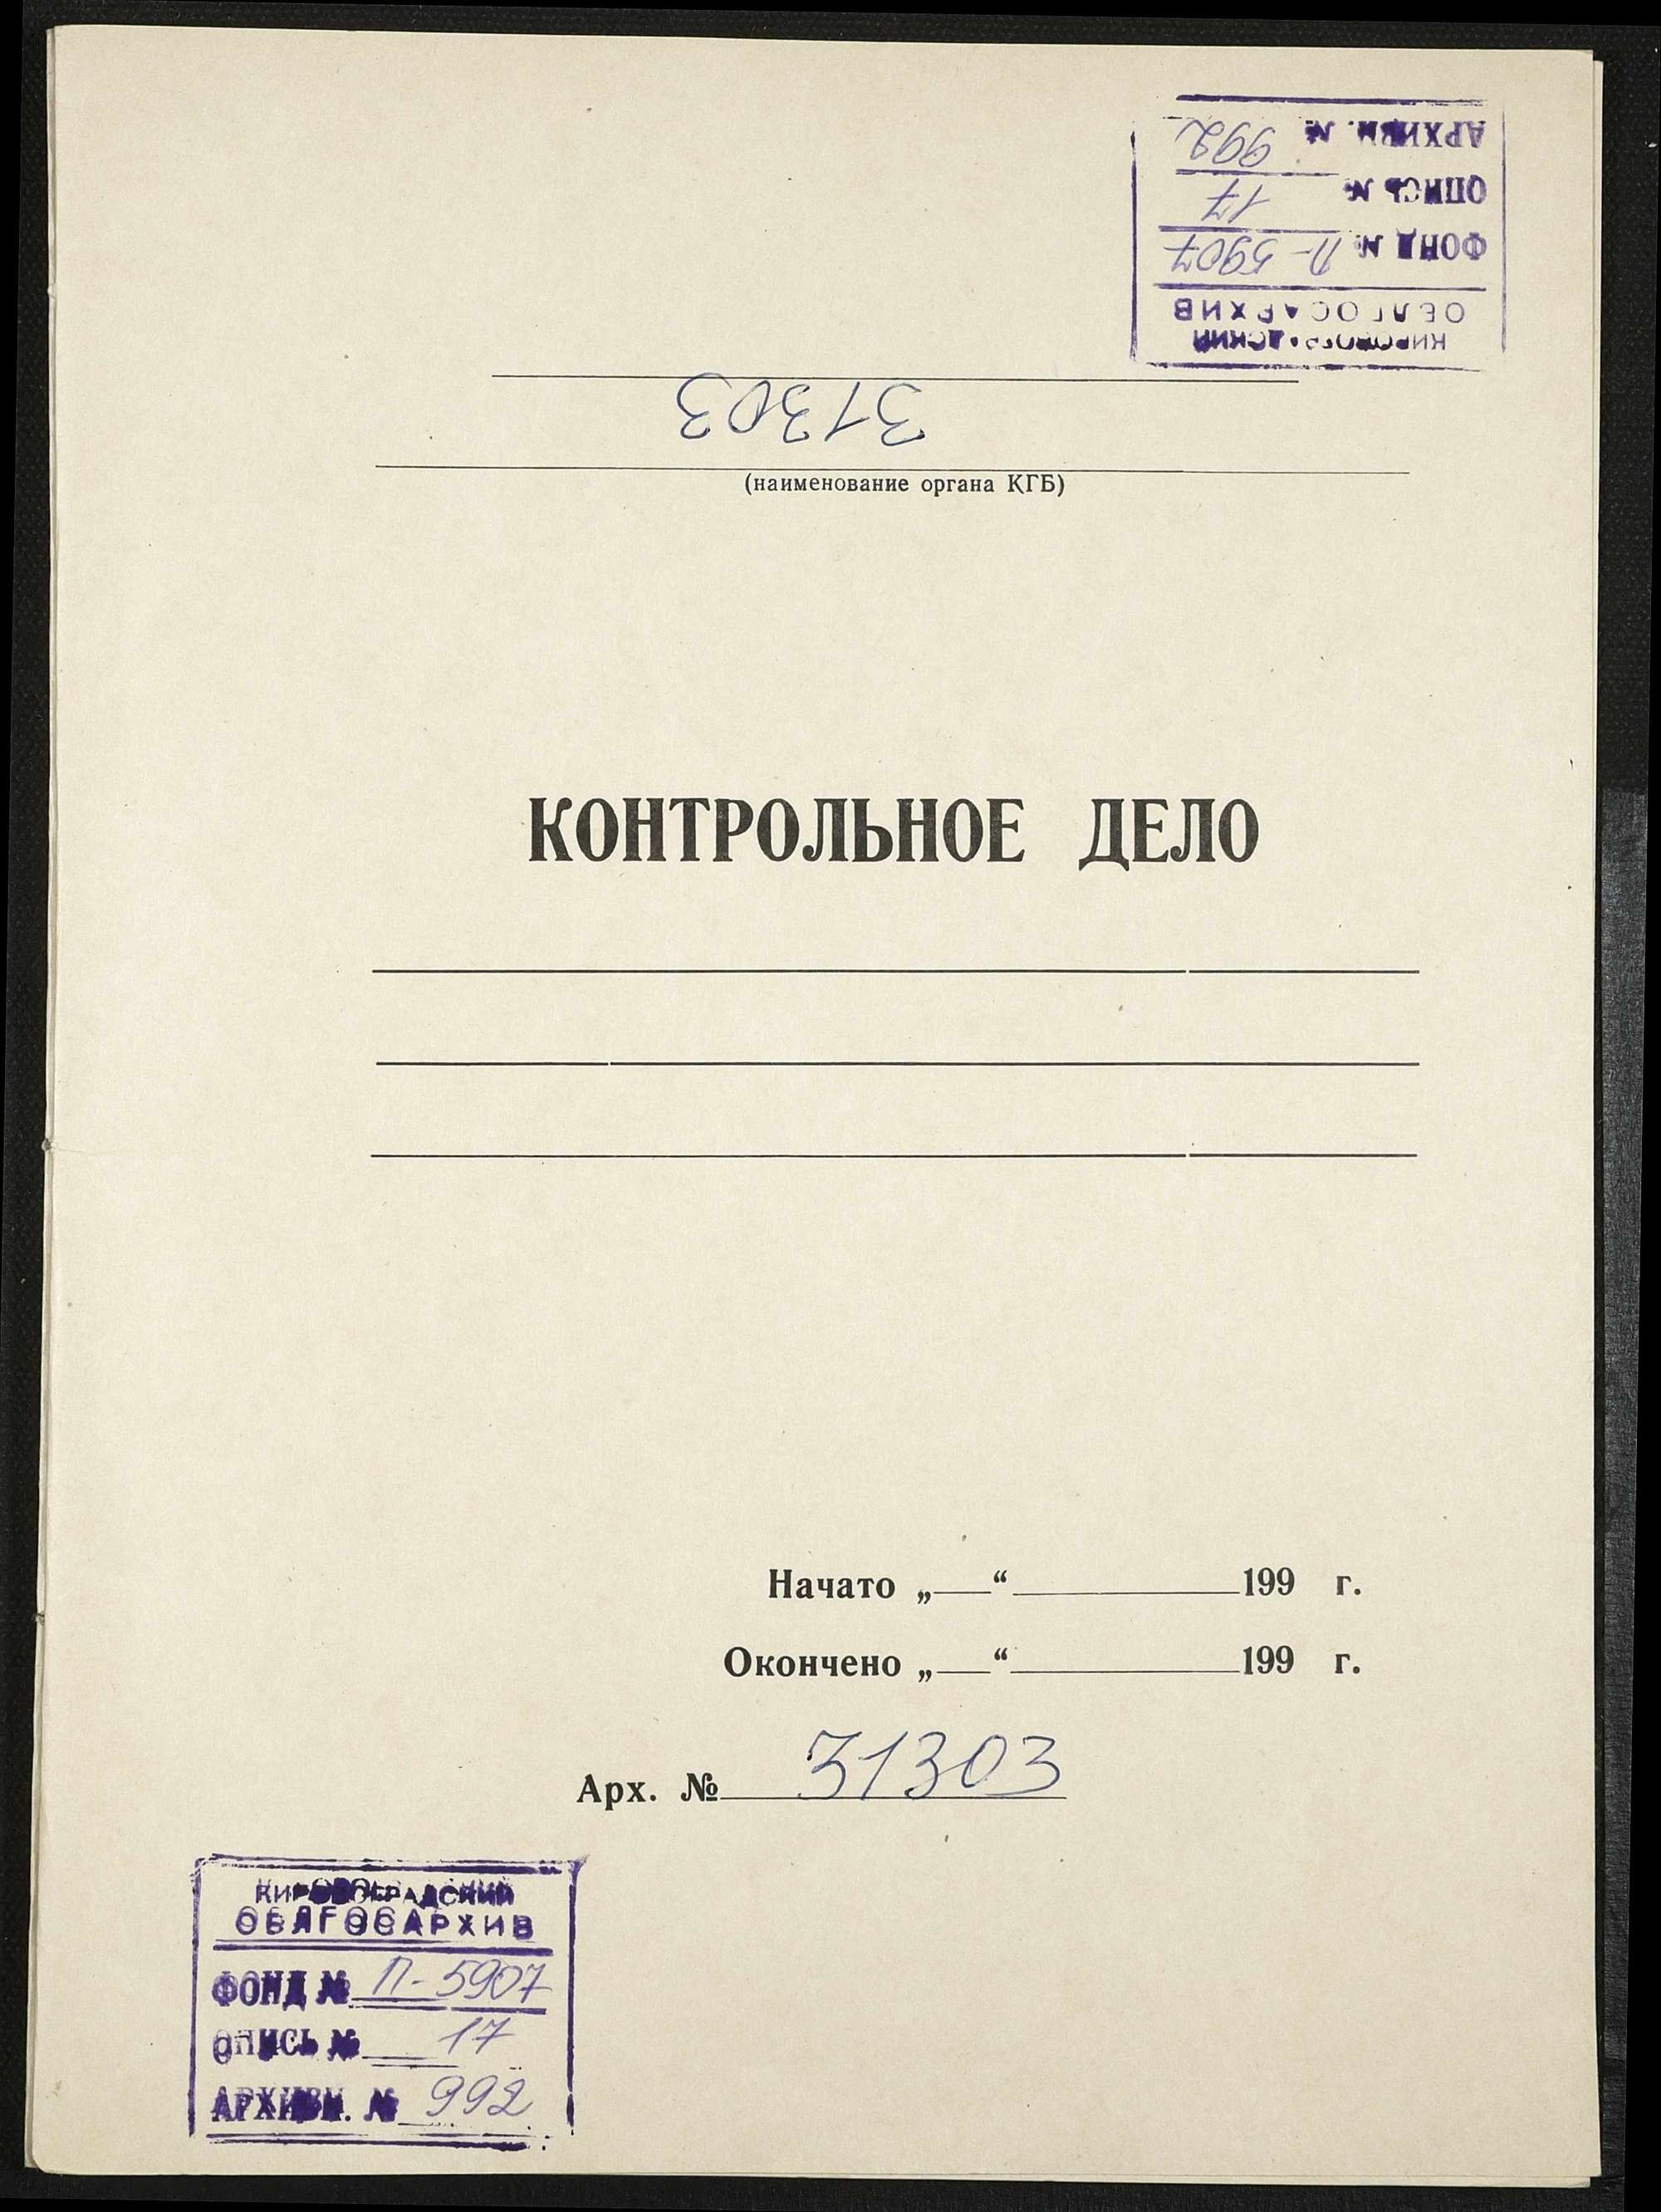 КИРОВОГРАДСКИЙ
ОБЛГОСАРХИВ
ФОНД № П-5907
ОПИСЬ № 17
АРХИВН. № 992
31303
(наименование органа КГБ)
КОНТРОЛЬНОЕ ДЕЛО
Начато „ “ 199 г.
Окончено „ “ 199 г.
Арх. № 31303
КИРОВОГРАДСКИЙ
ОБЛГОСАРХИВ
ФОНД № П-5907
ОПИСЬ № 17
АРХИВН. № 992